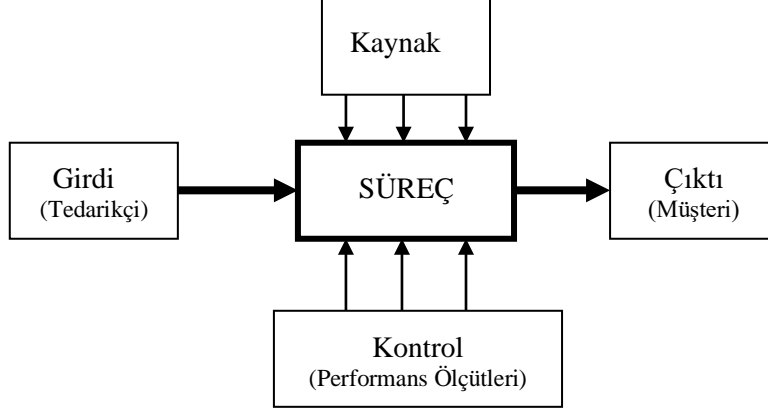 Kaynak
Girdi
(Tedarikçi)
SÜREÇ
Çıktı
(Müşteri)
Kontrol
(Performans Ölçütleri)